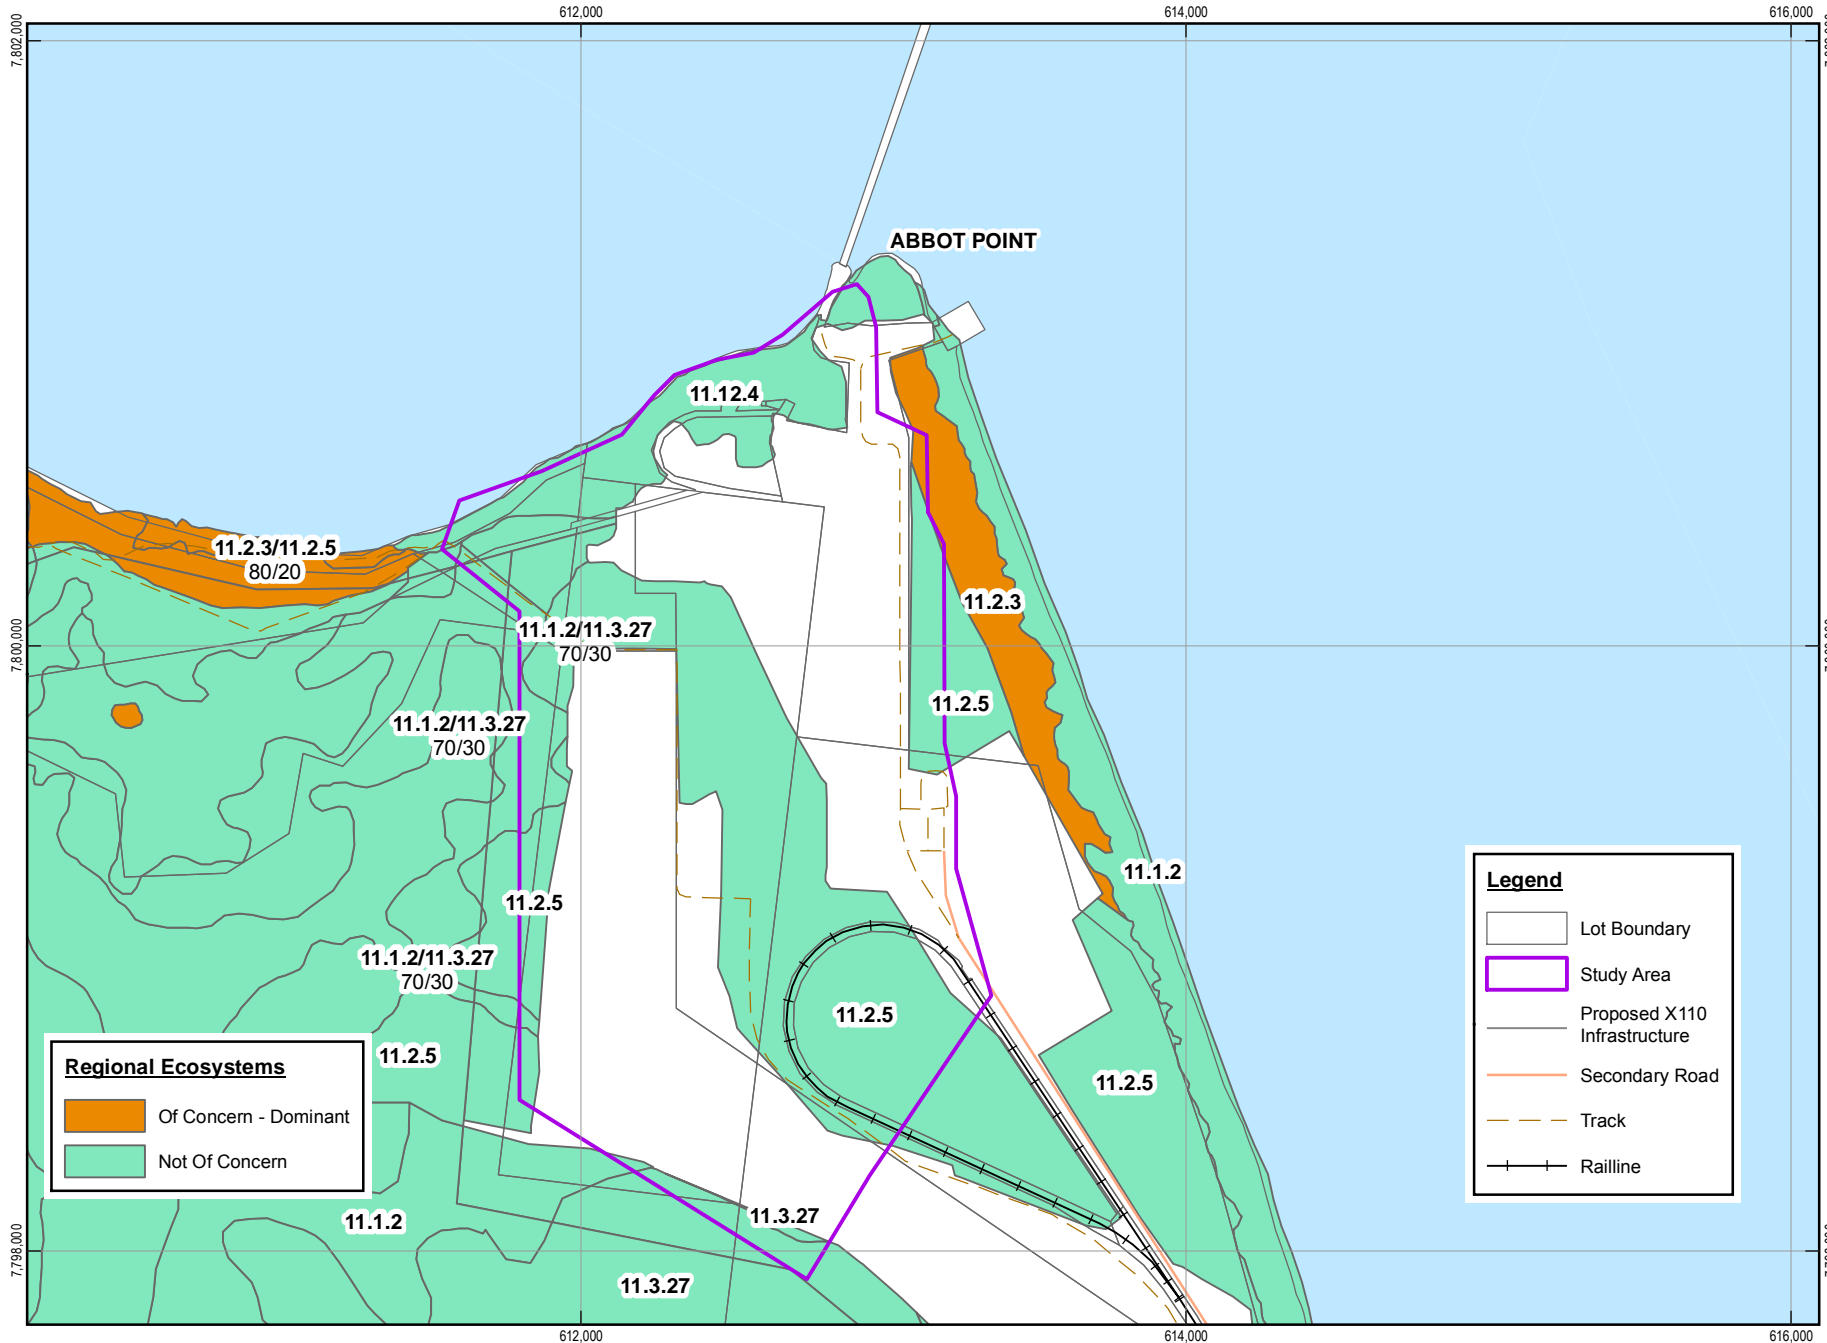 612,000
614,000
616,000
7,802,000
ABBOT POINT
11.12.4
11.2.3/11.2.5
80/20
11.2.3
11.1.2/11.3.27
70/30
7,800,000
11.2.5
11.1.2/11.3.27
70/30
11.1.2
11.2.5
11.1.2/11.3.27
70/30
11.2.5
11.2.5
11.2.5
11.1.2
11.3.27
11.3.27
7,798,000
Legend
Lot Boundary
Study Area
Proposed X110
Infrastructure
Secondary Road
Track
Railline
Regional Ecosystems
Of Concern - Dominant
Not Of Concern
612,000
614,000
616,000